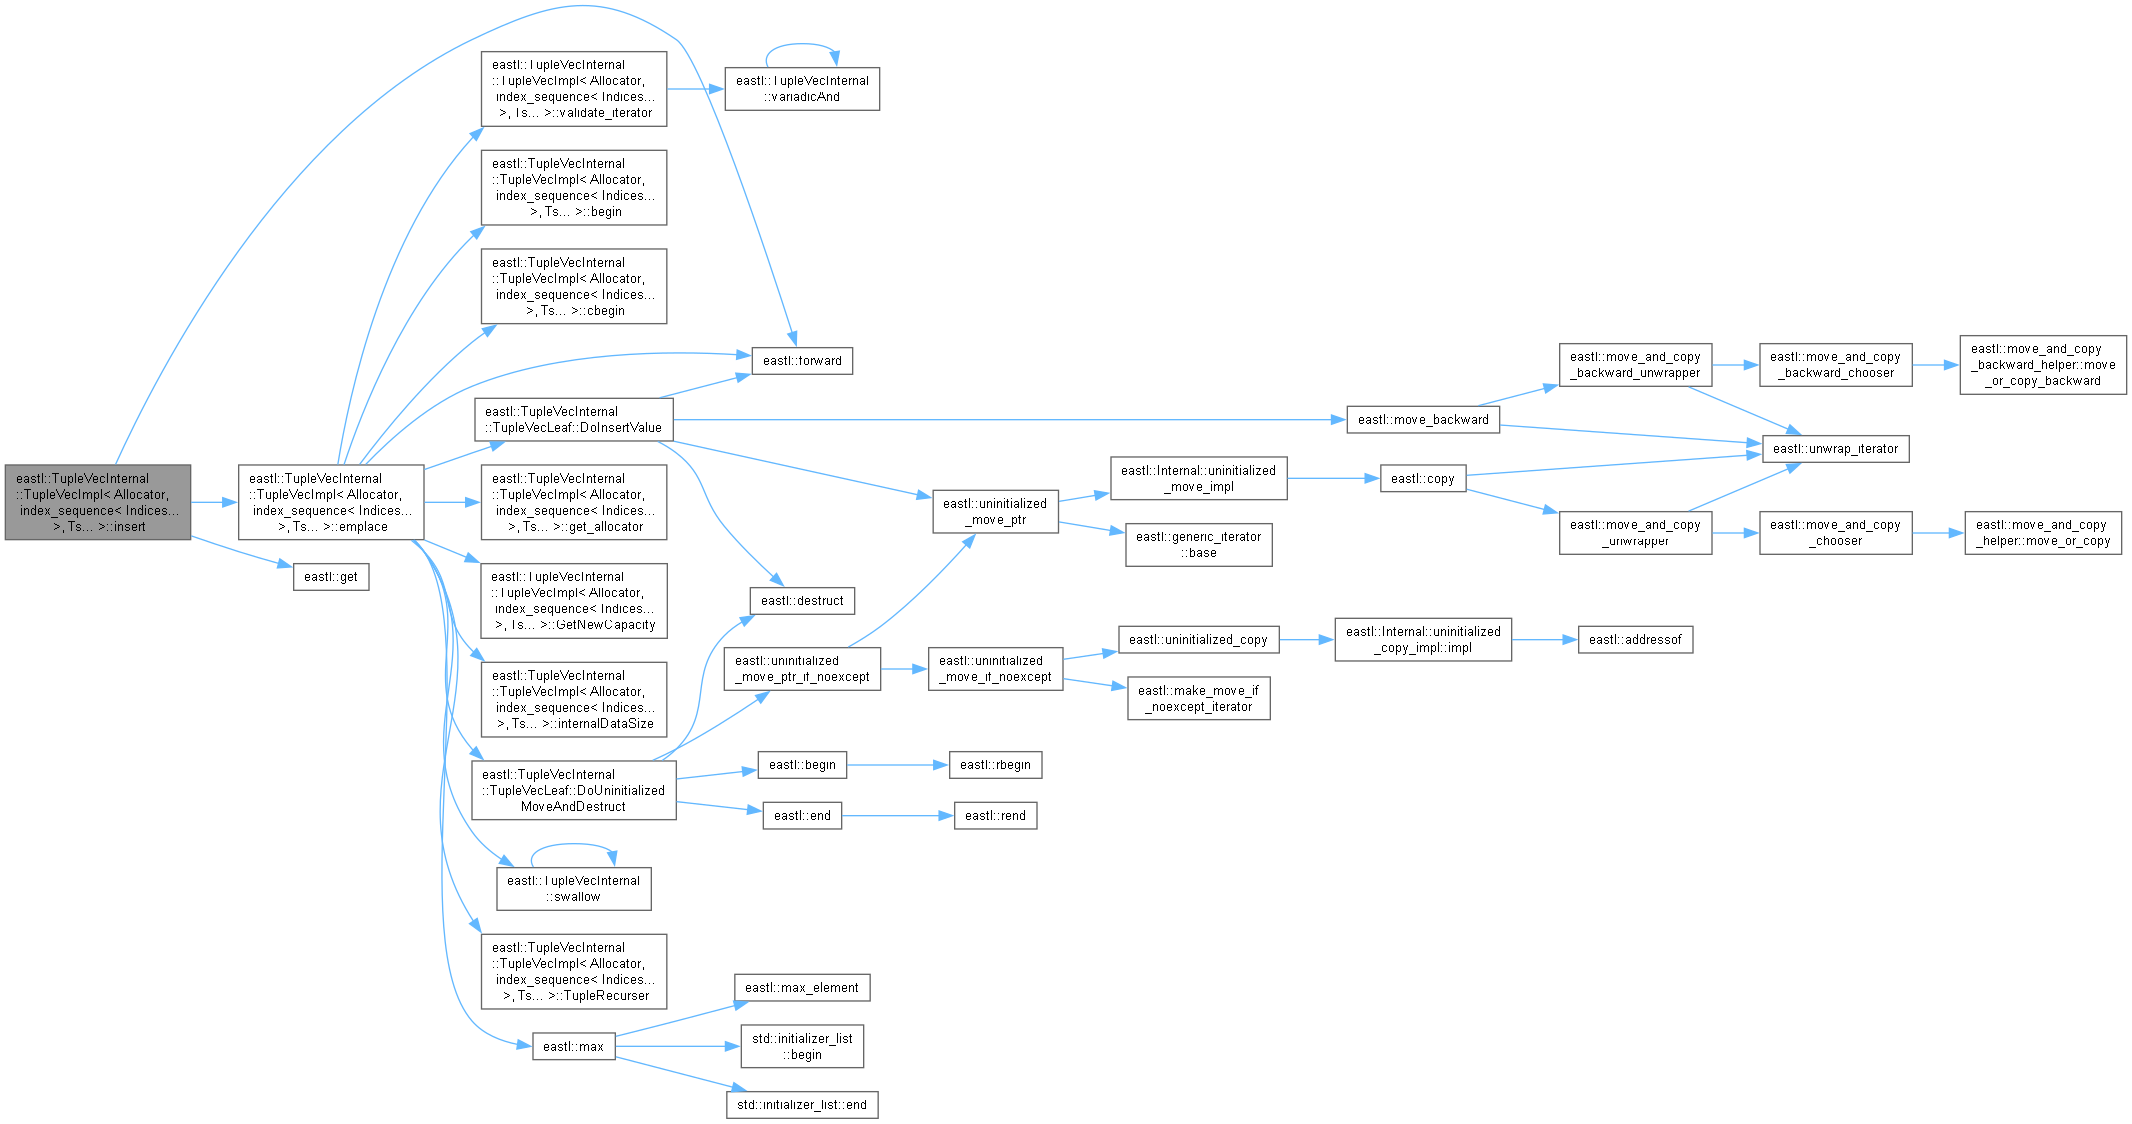 eastl::TupleVecInternal
::TupleVecImpl< Allocator,
index_sequence< Indices...
>, Ts... >::insert
eastl::TupleVecInternal
::TupleVecImpl< Allocator,
index_sequence< Indices...
>, Ts... >::emplace
eastl::get
eastl::TupleVecInternal
::TupleVecImpl< Allocator,
index_sequence< Indices...
>, Ts... >::validate_iterator
eastl::TupleVecInternal
::variadicAnd
eastl::TupleVecInternal
::TupleVecImpl< Allocator,
index_sequence< Indices...
>, Ts... >::begin
eastl::TupleVecInternal
::TupleVecImpl< Allocator,
index_sequence< Indices...
>, Ts... >::cbegin
eastl::forward
eastl::TupleVecInternal
::TupleVecLeaf::DoInsertValue
eastl::TupleVecInternal
::TupleVecImpl< Allocator,
index_sequence< Indices...
>, Ts... >::get_allocator
eastl::TupleVecInternal
::TupleVecImpl< Allocator,
index_sequence< Indices...
>, Ts... >::GetNewCapacity
eastl::TupleVecInternal
::TupleVecImpl< Allocator,
index_sequence< Indices...
>, Ts... >::internalDataSize
eastl::TupleVecInternal
::TupleVecLeaf::DoUninitialized
MoveAndDestruct
eastl::TupleVecInternal
::swallow
eastl::TupleVecInternal
::TupleVecImpl< Allocator,
index_sequence< Indices...
>, Ts... >::TupleRecurser
eastl::max
eastl::destruct
eastl::uninitialized
_move_ptr_if_noexcept
eastl::begin
eastl::end
eastl::max_element
std::initializer_list
::begin
std::initializer_list::end
eastl::uninitialized
_move_ptr
eastl::uninitialized
_move_if_noexcept
eastl::rbegin
eastl::rend
eastl::Internal::uninitialized
_move_impl
eastl::generic_iterator
::base
eastl::uninitialized_copy
eastl::make_move_if
_noexcept_iterator
eastl::move_backward
eastl::copy
eastl::Internal::uninitialized
_copy_impl::impl
eastl::move_and_copy
_backward_unwrapper
eastl::move_and_copy
_unwrapper
eastl::addressof
eastl::move_and_copy
_backward_chooser
eastl::unwrap_iterator
eastl::move_and_copy
_chooser
eastl::move_and_copy
_backward_helper::move
_or_copy_backward
eastl::move_and_copy
_helper::move_or_copy